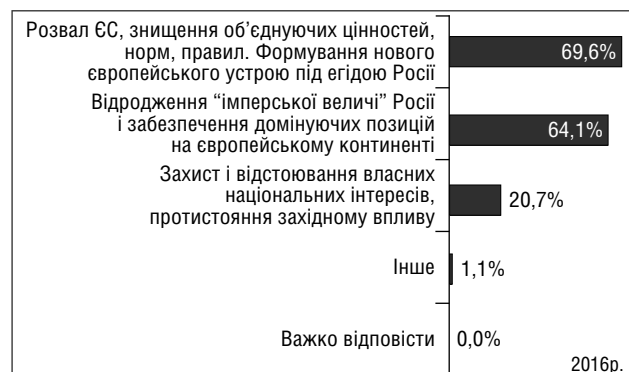 Розвал ЄС, знищення об’єднуючих цінностей,
норм, правил. Формування нового
європейського устрою під егідою Росії
69,6%
Відродження “імперської величі” Росії
і забезпечення домінуючих позицій
на європейському континенті
64,1%
Захист і відстоювання власних
національних інтересів,
протистояння західному впливу
20,7%
Інше
1,1%
Важко відповісти
0,0%
2016р.